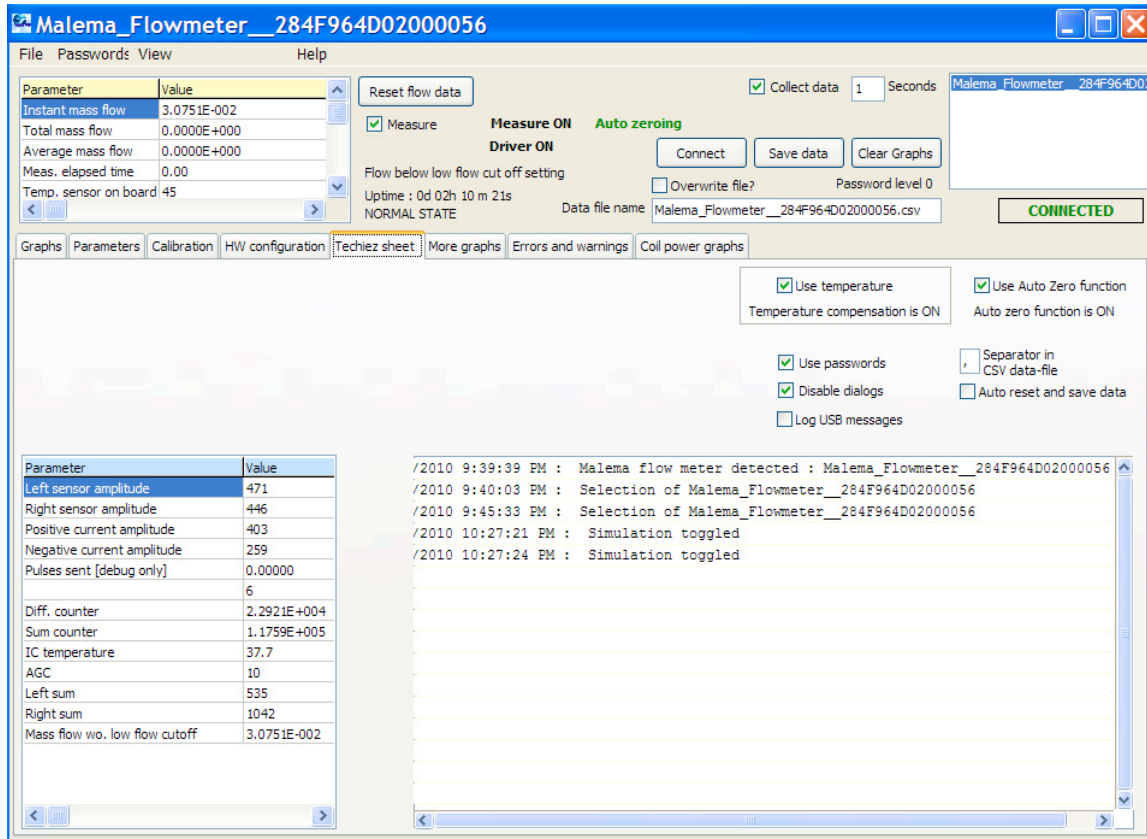 Malema_Flowmeter__284F964D02000056
File Passwords View Help
Parameter Value
Instant mass flow 3.0751E-002
Total mass flow 0.0000E+000
Average mass flow 0.0000E+000
Meas. elapsed time 0.00
Temp. sensor on board 45
Reset flow data
Measure Measure ON Auto zeroing
Driver ON
Flow below low flow cut off setting
Uptime : 0d 02h 10 m 21s
NORMAL STATE
Collect data 1 Seconds
Connect Save data Clear Graphs
Overwrite file? Password level 0
Data file name Malema_Flowmeter__284F964D02000056.csv
Malema_Flowmeter__284F964D02
CONNECTED
Graphs Parameters Calibration HW configuration Techiez sheet More graphs Errors and warnings Coil power graphs
Use temperature
Temperature compensation is ON
Use Auto Zero function
Auto zero function is ON
Use passwords
Disable dialogs
Log USB messages
, Separator in
CSV data-file
Auto reset and save data
Parameter Value
Left sensor amplitude 471
Right sensor amplitude 446
Positive current amplitude 403
Negative current amplitude 259
Pulses sent [debug only] 0.00000
6
Diff. counter 2.2921E+004
Sum counter 1.1759E+005
IC temperature 37.7
AGC 10
Left sum 535
Right sum 1042
Mass flow wo. low flow cutoff 3.0751E-002
/2010 9:39:39 PM : Malema flow meter detected : Malema_Flowmeter__284F964D02000056
/2010 9:40:03 PM : Selection of Malema_Flowmeter__284F964D02000056
/2010 9:45:33 PM : Selection of Malema_Flowmeter__284F964D02000056
/2010 10:27:21 PM : Simulation toggled
/2010 10:27:24 PM : Simulation toggled